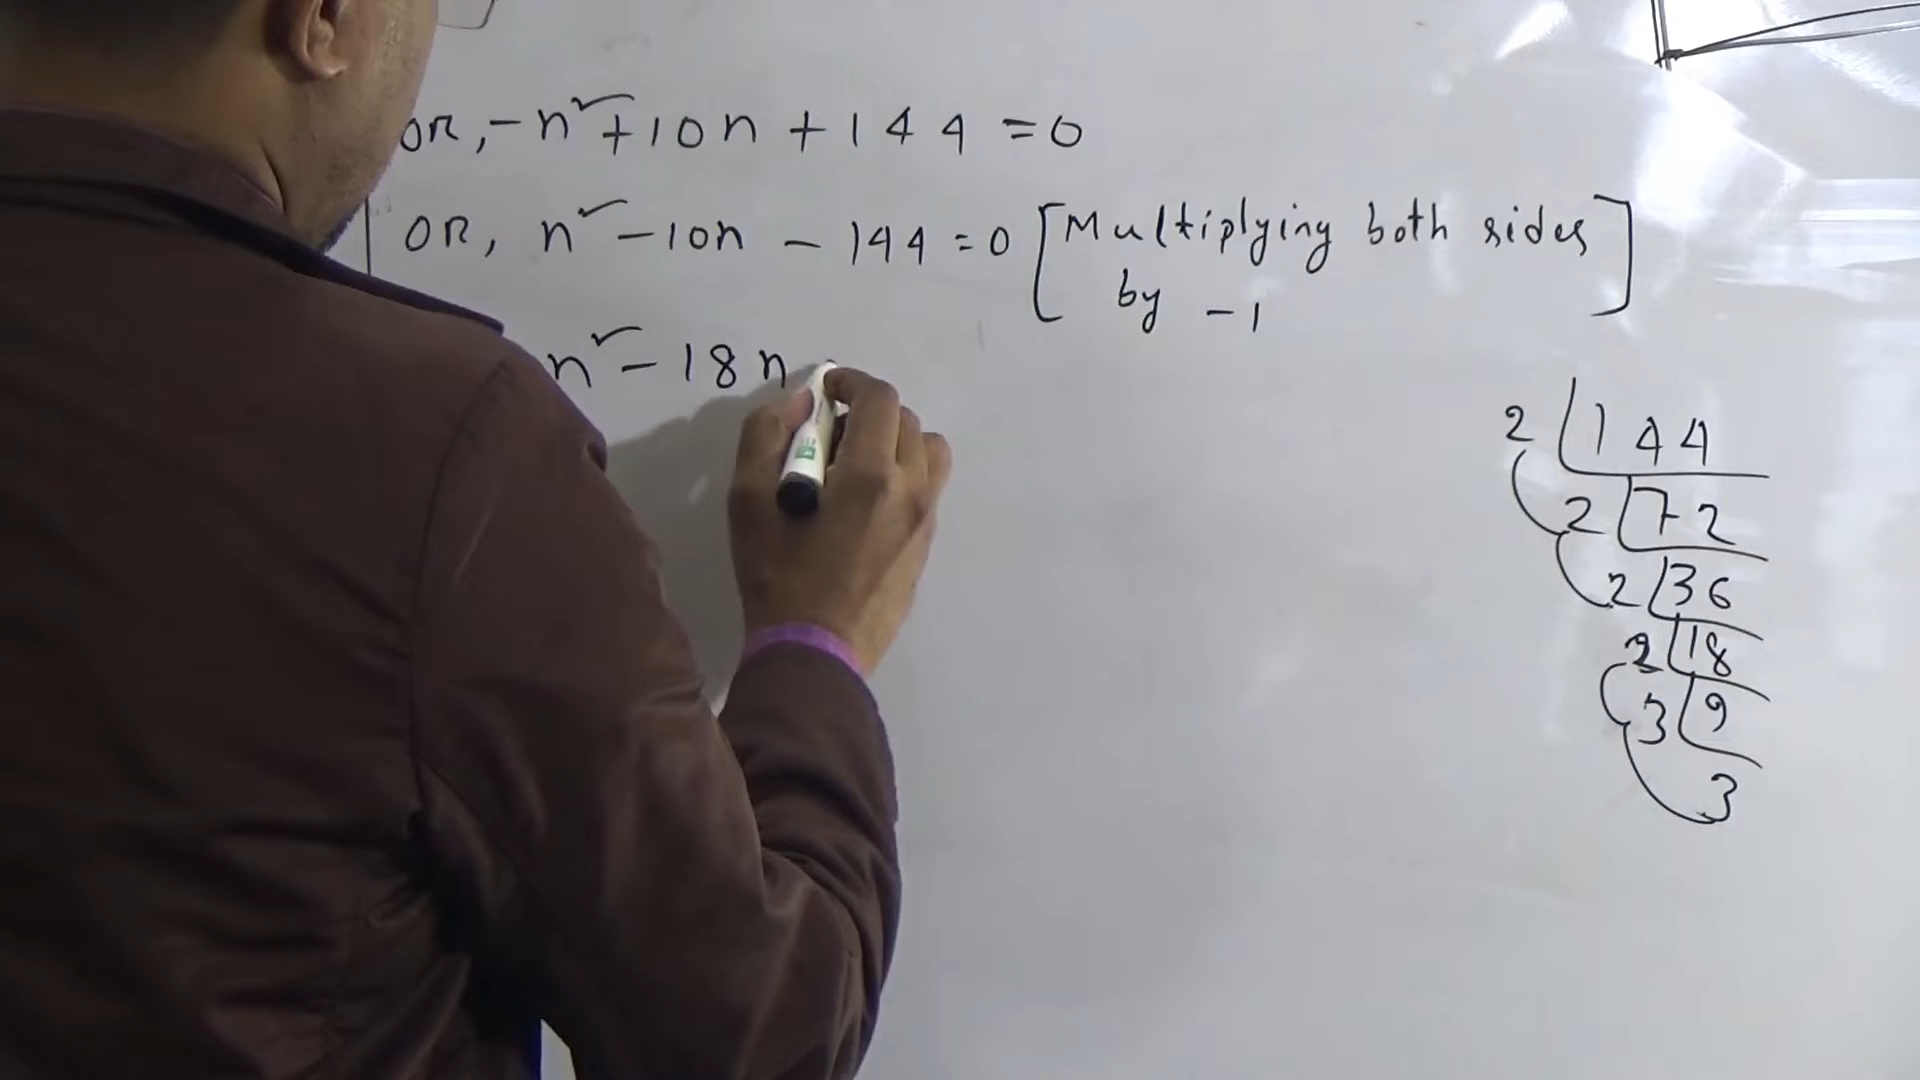 or, -n²+10n+144=0
or, n²-10n-144=0 [Multiplying both sides
by -1]
n²-18n
2 144
2 72
2 36
2 18
3 9
3